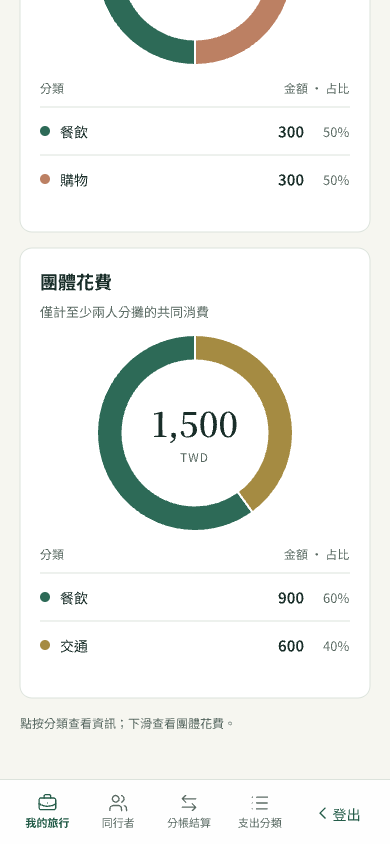 分類 金額・占比
餐飲 300 50%
購物 300 50%
團體花費
僅計至少兩人分攤的共同消費
1,500
TWD
分類 金額・占比
餐飲 900 60%
交通 600 40%
點按分類查看資訊；下滑查看團體花費。
我的旅行 同行者 分帳結算 支出分類 登出